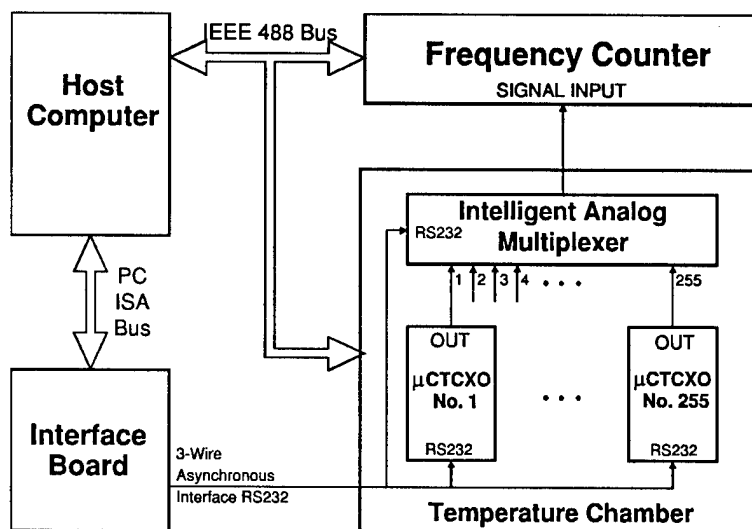 IEEE 488 Bus
Host
Computer
Frequency Counter
SIGNAL INPUT
Intelligent Analog
Multiplexer
RS232
1
2
3
4
• • •
255
PC
ISA
Bus
OUT
μCTCXO
No. 1
RS232
• • •
OUT
μCTCXO
No. 255
RS232
Interface
Board
3-Wire
Asynchronous
Interface RS232
Temperature Chamber